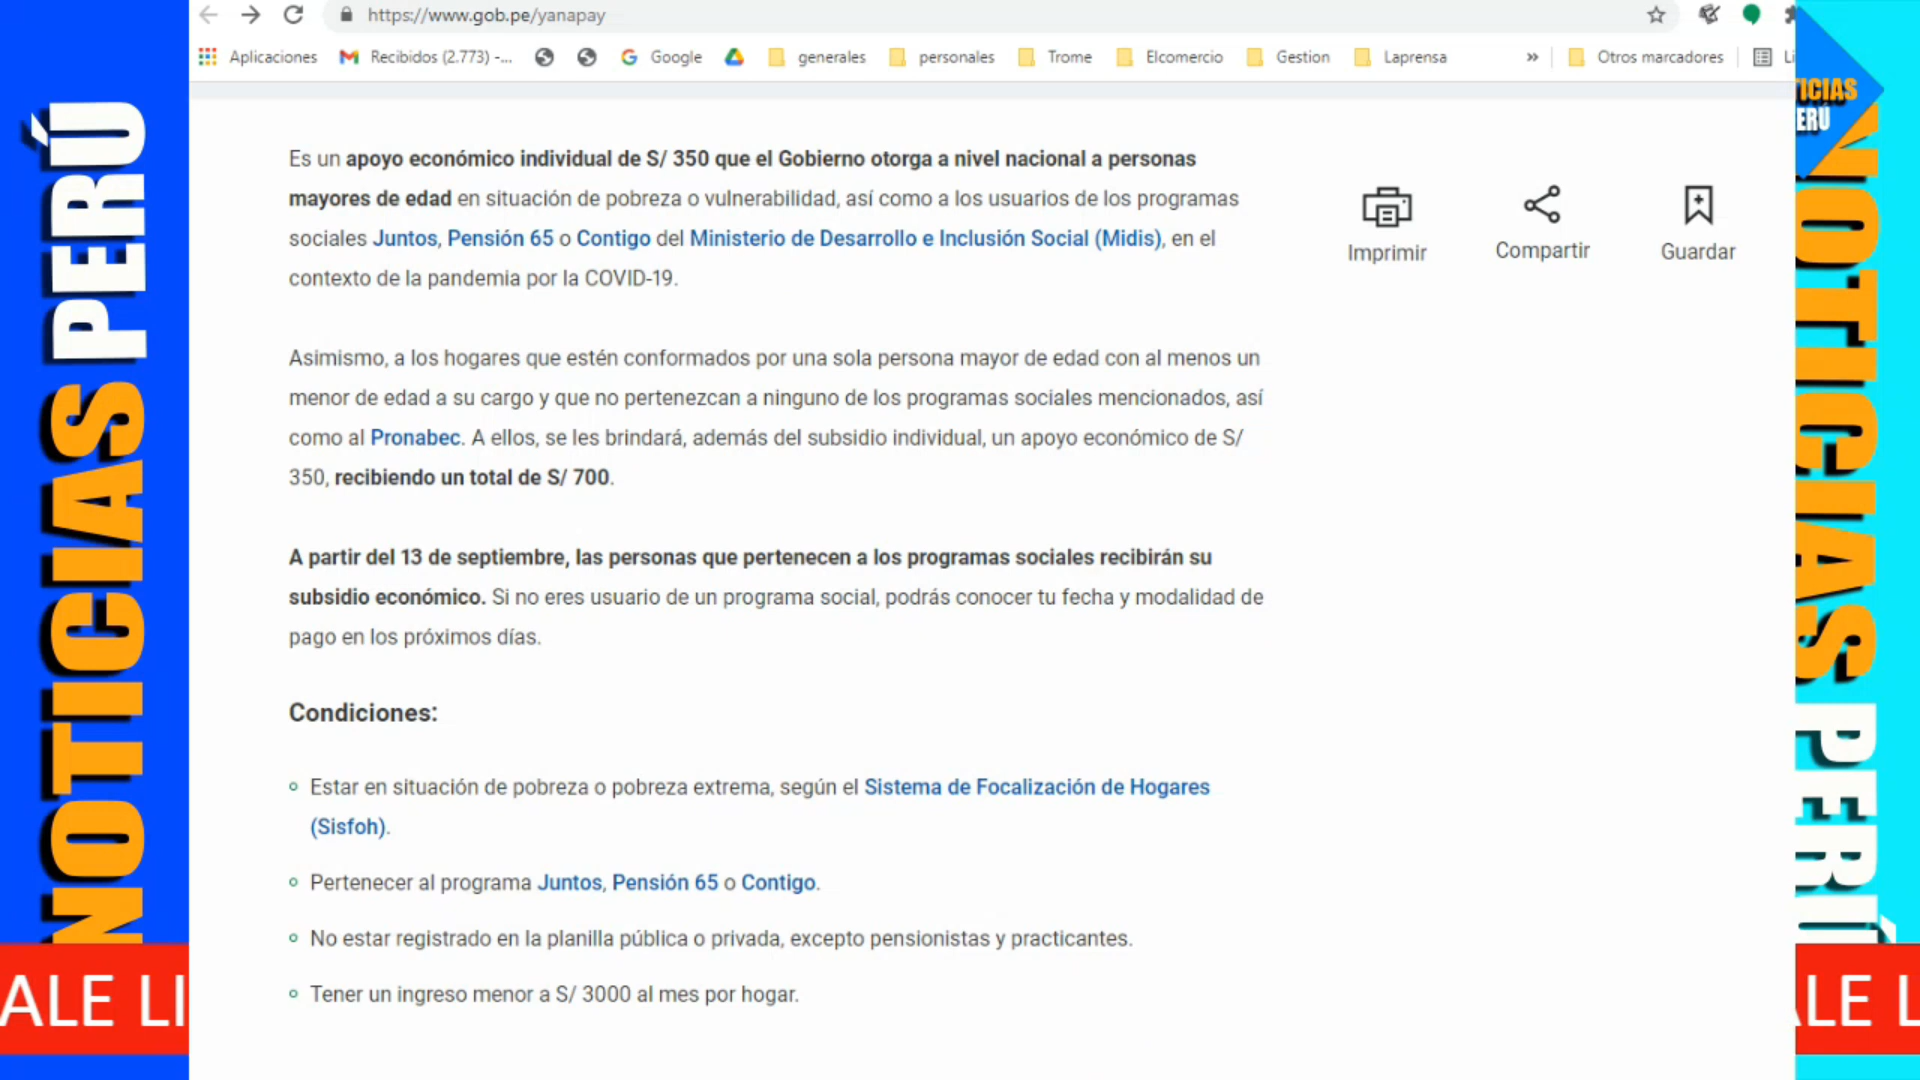 https://www.gob.pe/yanapay
Aplicaciones
Recibidos (2.773) -...
Google
generales
personales
Trome
Elcomercio
Gestion
Laprensa
»
Otros marcadores
Es un apoyo económico individual de S/ 350 que el Gobierno otorga a nivel nacional a personas
mayores de edad en situación de pobreza o vulnerabilidad, así como a los usuarios de los programas
sociales Juntos, Pensión 65 o Contigo del Ministerio de Desarrollo e Inclusión Social (Midis), en el
contexto de la pandemia por la COVID-19.
Imprimir
Compartir
Guardar
Asimismo, a los hogares que estén conformados por una sola persona mayor de edad con al menos un
menor de edad a su cargo y que no pertenezcan a ninguno de los programas sociales mencionados, así
como al Pronabec. A ellos, se les brindará, además del subsidio individual, un apoyo económico de S/
350, recibiendo un total de S/ 700.
A partir del 13 de septiembre, las personas que pertenecen a los programas sociales recibirán su
subsidio económico. Si no eres usuario de un programa social, podrás conocer tu fecha y modalidad de
pago en los próximos días.
Condiciones:
Estar en situación de pobreza o pobreza extrema, según el Sistema de Focalización de Hogares
(Sisfoh).
Pertenecer al programa Juntos, Pensión 65 o Contigo.
No estar registrado en la planilla pública o privada, excepto pensionistas y practicantes.
Tener un ingreso menor a S/ 3000 al mes por hogar.
NOTICIAS PERÚ
NOTICIAS PERÚ
ICIAS
ERÚ
ALE LI
LE L